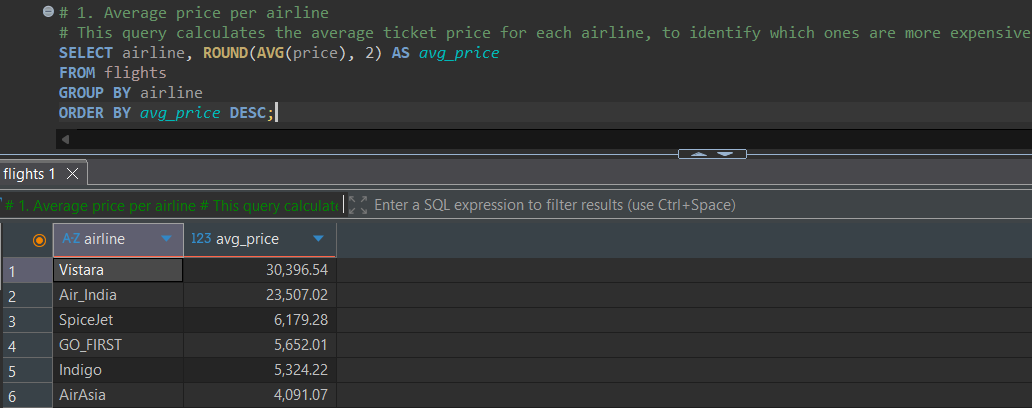 # 1. Average price per airline
# This query calculates the average ticket price for each airline, to identify which ones are more expensive
SELECT airline, ROUND(AVG(price), 2) AS avg_price
FROM flights
GROUP BY airline
ORDER BY avg_price DESC;
flights 1
# 1. Average price per airline # This query calculat Enter a SQL expression to filter results (use Ctrl+Space)
A-Z airline 123 avg_price
1 Vistara 30,396.54
2 Air_India 23,507.02
3 SpiceJet 6,179.28
4 GO_FIRST 5,652.01
5 Indigo 5,324.22
6 AirAsia 4,091.07